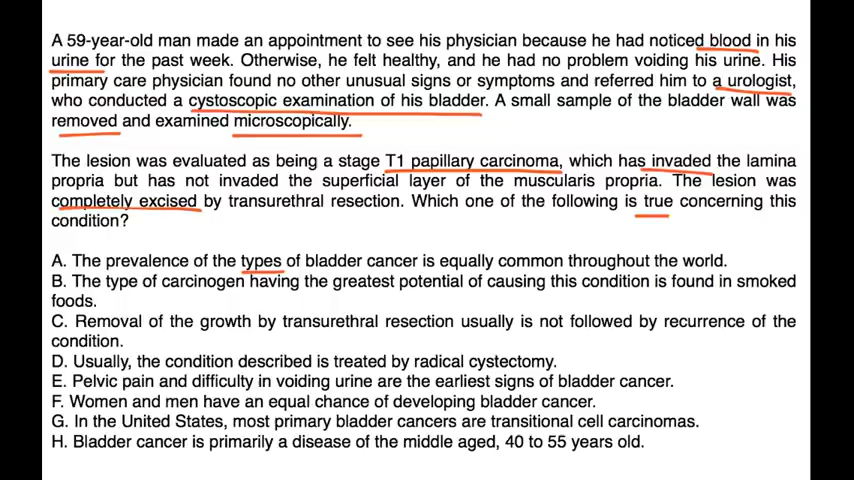 A 59-year-old man made an appointment to see his physician because he had noticed blood in his
urine for the past week. Otherwise, he felt healthy, and he had no problem voiding his urine. His
primary care physician found no other unusual signs or symptoms and referred him to a urologist,
who conducted a cystoscopic examination of his bladder. A small sample of the bladder wall was
removed and examined microscopically.
The lesion was evaluated as being a stage T1 papillary carcinoma, which has invaded the lamina
propria but has not invaded the superficial layer of the muscularis propria. The lesion was
completely excised by transurethral resection. Which one of the following is true concerning this
condition?
A. The prevalence of the types of bladder cancer is equally common throughout the world.
B. The type of carcinogen having the greatest potential of causing this condition is found in smoked
foods.
C. Removal of the growth by transurethral resection usually is not followed by recurrence of the
condition.
D. Usually, the condition described is treated by radical cystectomy.
E. Pelvic pain and difficulty in voiding urine are the earliest signs of bladder cancer.
F. Women and men have an equal chance of developing bladder cancer.
G. In the United States, most primary bladder cancers are transitional cell carcinomas.
H. Bladder cancer is primarily a disease of the middle aged, 40 to 55 years old.